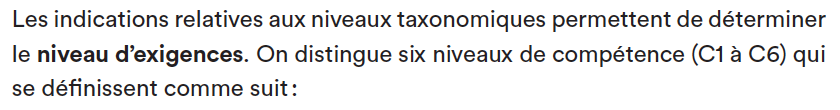 Les indications relatives aux niveaux taxonomiques permettent de déterminer
le niveau d’exigences. On distingue six niveaux de compétence (C1 à C6) qui
se définissent comme suit :